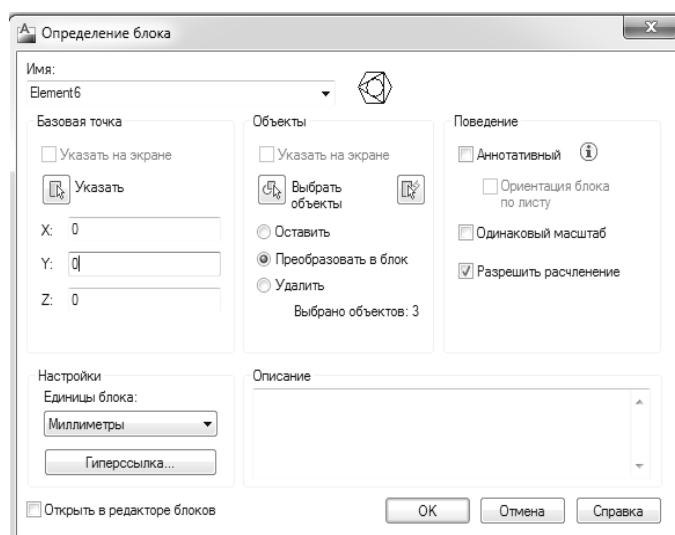 Определение блока
Имя:
Element6
Базовая точка
Указать на экране
Указать
X: 0
Y: 0
Z: 0
Объекты
Указать на экране
Выбрать
объекты
Оставить
Преобразовать в блок
Удалить
Выбрано объектов: 3
Поведение
Аннотативный
Ориентация блока
по листу
Одинаковый масштаб
Разрешить расчленение
Настройки
Единицы блока:
Миллиметры
Гиперссылка...
Описание
Открыть в редакторе блоков
OK
Отмена
Справка